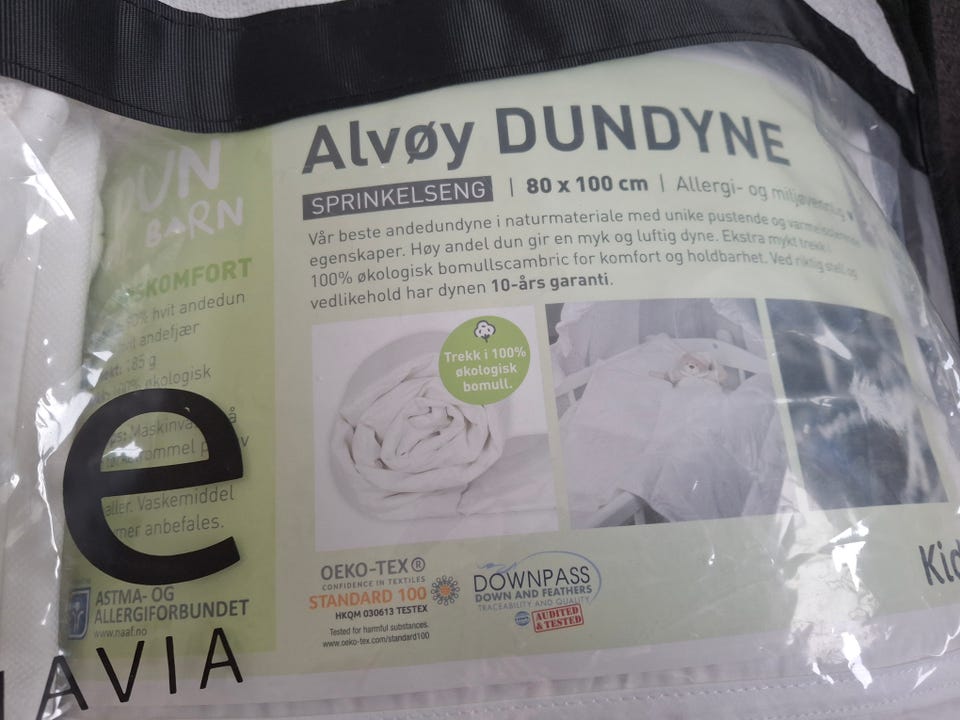 DUN
BARN
KOMFORT
hvit andedun
andefjær
85 g
100% økologisk
Maskinvask
tørketrommel
Vaskemiddel
anbefales.
ASTMA- OG
ALLERGIFORBUNDET
www.naaf.no
e
AVIA
Alvøy DUNDYNE
SPRINKELSENG | 80 x 100 cm | Allergi- og miljøvennlig
Vår beste andedundyne i naturmateriale med unike pustende og varmeisolerende
egenskaper. Høy andel dun gir en myk og luftig dyne. Ekstra mykt trekk i
100% økologisk bomullscambric for komfort og holdbarhet. Ved riktig stell og
vedlikehold har dynen 10-års garanti.
Trekk i 100%
økologisk
bomull.
OEKO-TEX®
CONFIDENCE IN TEXTILES
STANDARD 100
HKQM 030613 TESTEX
Tested for harmful substances.
www.oeko-tex.com/standard100
DOWNPASS
DOWN AND FEATHERS
TRACEABILITY AND QUALITY
AUDITED
& TESTED
Kid